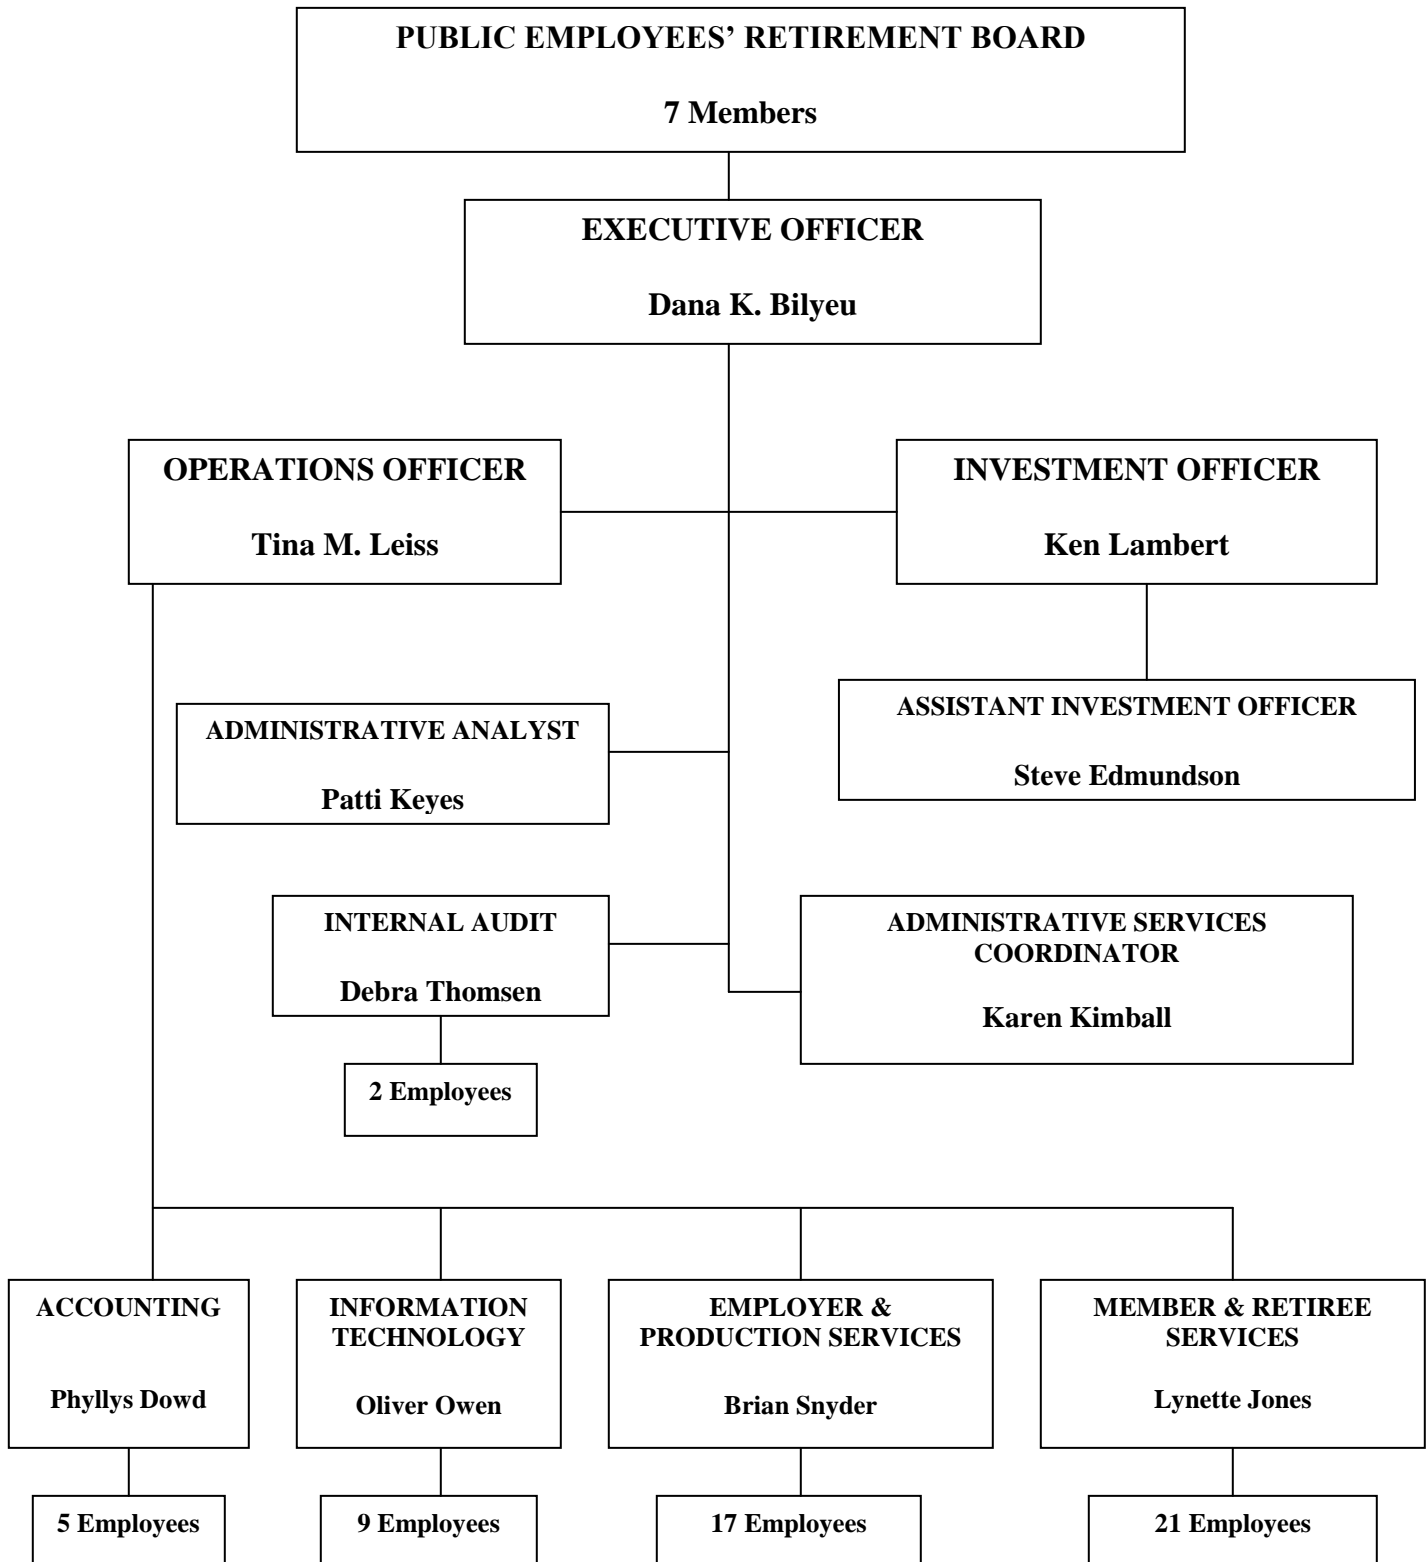 PUBLIC EMPLOYEES’ RETIREMENT BOARD
7 Members
EXECUTIVE OFFICER
Dana K. Bilyeu
OPERATIONS OFFICER
Tina M. Leiss
INVESTMENT OFFICER
Ken Lambert
ASSISTANT INVESTMENT OFFICER
Steve Edmundson
ADMINISTRATIVE ANALYST
Patti Keyes
INTERNAL AUDIT
Debra Thomsen
2 Employees
ADMINISTRATIVE SERVICES
COORDINATOR
Karen Kimball
ACCOUNTING
Phyllys Dowd
5 Employees
INFORMATION
TECHNOLOGY
Oliver Owen
9 Employees
EMPLOYER &
PRODUCTION SERVICES
Brian Snyder
17 Employees
MEMBER & RETIREE
SERVICES
Lynette Jones
21 Employees